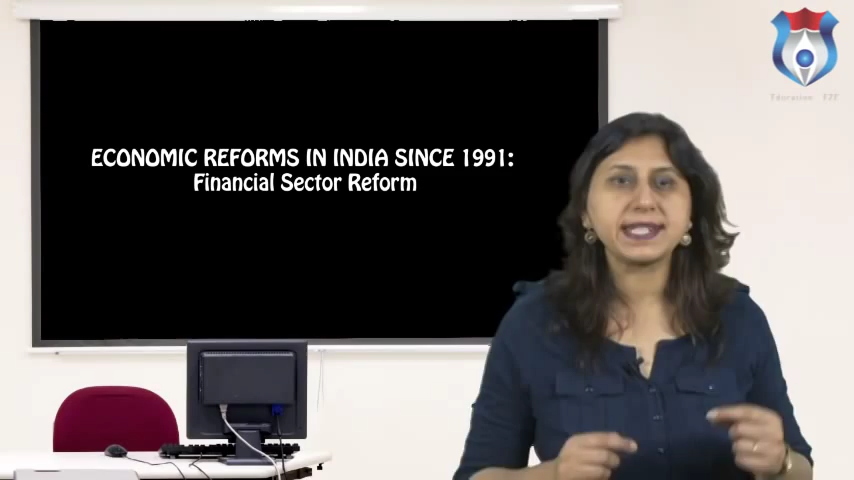 ECONOMIC REFORMS IN INDIA SINCE 1991:
Financial Sector Reform